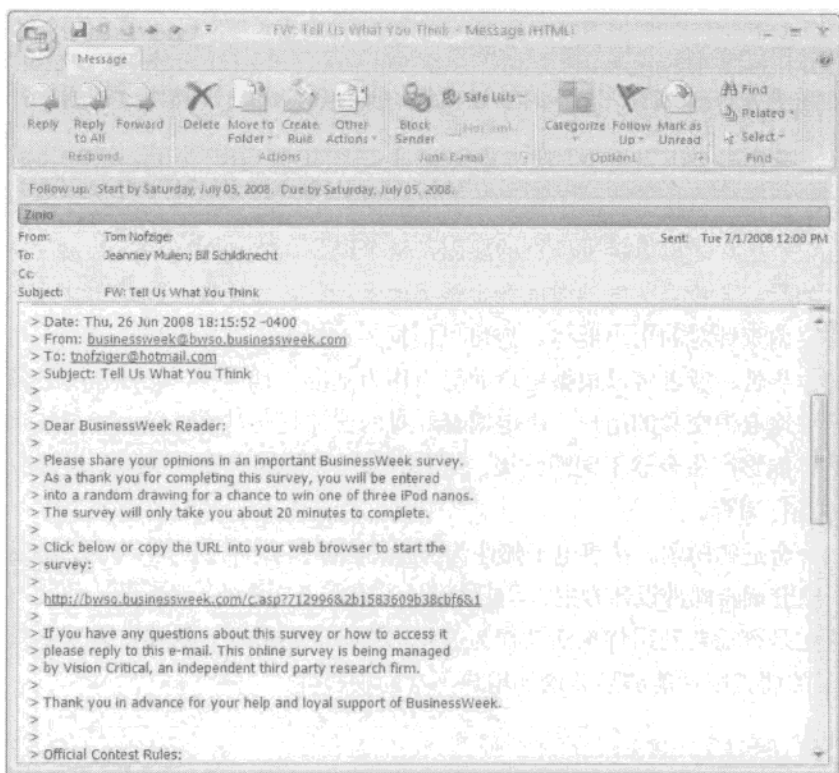 FW: Tell Us What You Think - Message (HTML)
Message
Reply
Reply to All
Forward
Respond
Delete
Move to Folder
Create Rule
Other Actions
Actions
Block Sender
Safe Lists
Junk E-mail
Categorize
Follow Up
Mark as Unread
Options
Find
Related
Select
Find
Follow up. Start by Saturday, July 05, 2008. Due by Saturday, July 05, 2008.
Zinio
From: Tom Nofziger Sent: Tue 7/1/2008 12:00 PM
To: Jeanniey Mulen; Bill Schildknecht
Cc:
Subject: FW: Tell Us What You Think
> Date: Thu, 26 Jun 2008 18:15:52 -0400
> From: businessweek@bwso.businessweek.com
> To: tnofziger@hotmail.com
> Subject: Tell Us What You Think
>
>
> Dear BusinessWeek Reader:
>
> Please share your opinions in an important BusinessWeek survey.
> As a thank you for completing this survey, you will be entered
> into a random drawing for a chance to win one of three iPod nanos.
> The survey will only take you about 20 minutes to complete.
>
> Click below or copy the URL into your web browser to start the
> survey:
>
> http://bwso.businessweek.com/c.asp?712996&2b1583609b38cbf6&1
>
> If you have any questions about this survey or how to access it
> please reply to this e-mail. This online survey is being managed
> by Vision Critical, an independent third party research firm.
>
> Thank you in advance for your help and loyal support of BusinessWeek.
>
>
> Official Contest Rules: